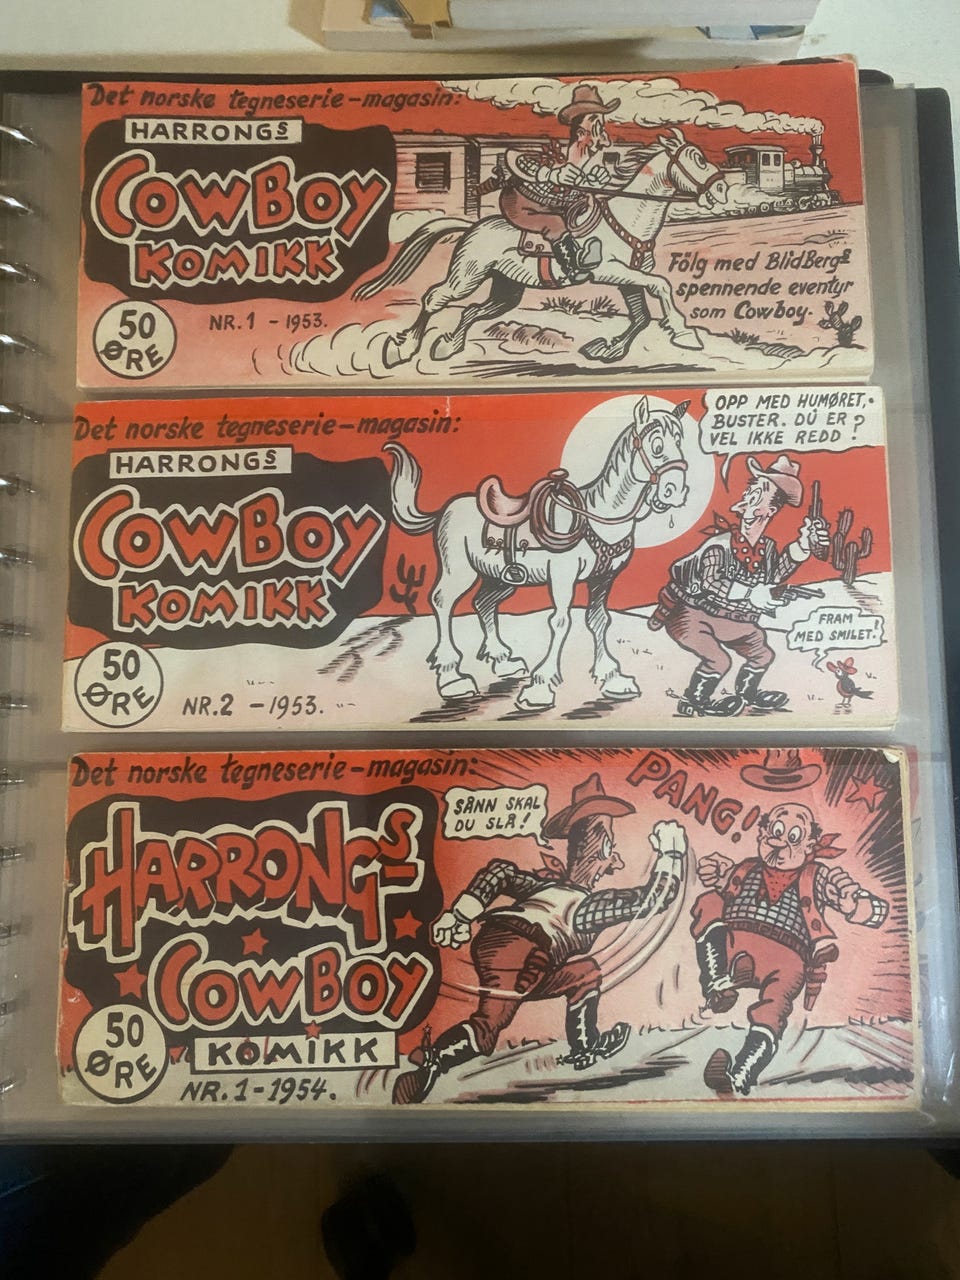 Det norske tegneserie-magasin:
HARRONGS
COWBOY
KOMIKK
50
ØRE
NR. 1 - 1953.
Fölg med BlidBergs
spennende eventyr
som Cowboy.
Det norske tegneserie-magasin:
HARRONGS
COWBOY
KOMIKK
50
ØRE
NR. 2 - 1953.
OPP MED HUMØRET,
BUSTER. DU ER
VEL IKKE REDD?
FRAM
MED SMILET!
Det norske tegneserie-magasin:
HARRONGS
COWBOY
KOMIKK
50
ØRE
NR. 1 - 1954.
SÅNN SKAL
DU SLÅ!
PANG!